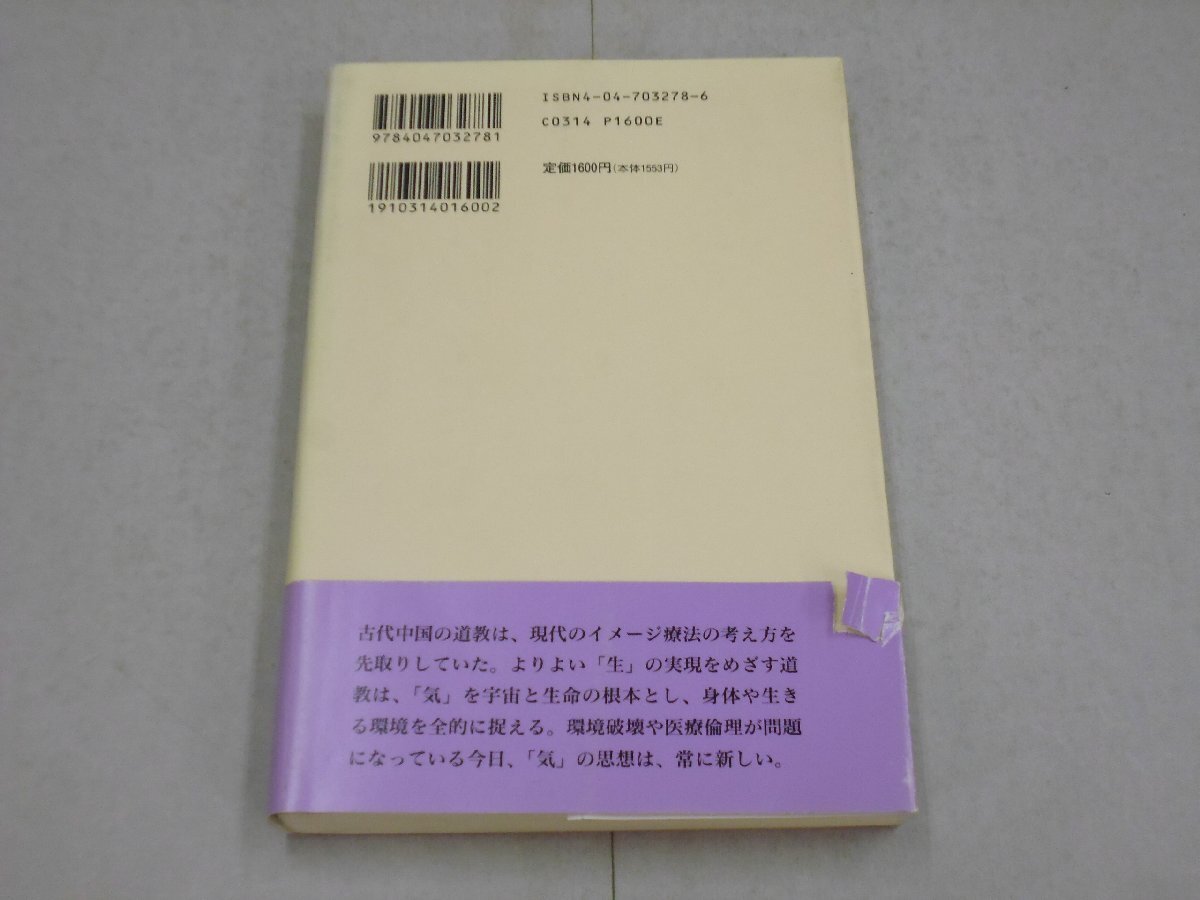 ISBN4-04-703278-6
C0314 P1600E
9784047032781
定価1600円(本体1553円)
1910314016002
古代中国の道教は、現代のイメージ療法の考え方を
先取りしていた。よりよい「生」の実現をめざす道
教は、「気」を宇宙と生命の根本とし、身体や生き
る環境を全的に捉える。環境破壊や医療倫理が問題
になっている今日、「気」の思想は、常に新しい。